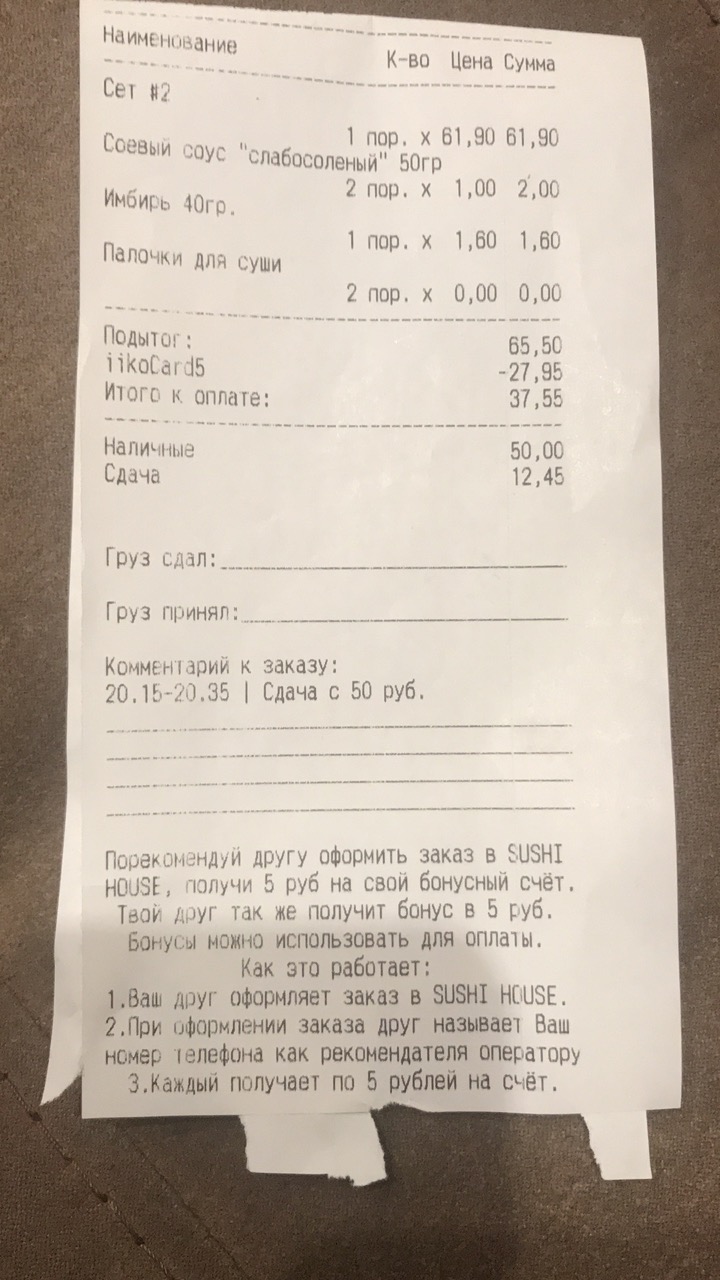 Наименование
К-во Цена Сумма
Сет #2
1 пор. x 61,90 61,90
Соевый соус "слабосоленый" 50гр
2 пор. x 1,00 2,00
Имбирь 40гр.
1 пор. x 1,60 1,60
Палочки для суши
2 пор. x 0,00 0,00
Подытог: 65,50
iikoCard5 -27,95
Итого к оплате: 37,55
Наличные 50,00
Сдача 12,45
Груз сдал:
Груз принял:
Комментарий к заказу:
20.15-20.35 | Сдача с 50 руб.
Порекомендуй другу оформить заказ в SUSHI
HOUSE, получи 5 руб на свой бонусный счёт.
Твой друг так же получит бонус в 5 руб.
Бонусы можно использовать для оплаты.
Как это работает:
1.Ваш друг оформляет заказ в SUSHI HOUSE.
2.При оформлении заказа друг называет Ваш
номер телефона как рекомендателя оператору
3.Каждый получает по 5 рублей на счёт.